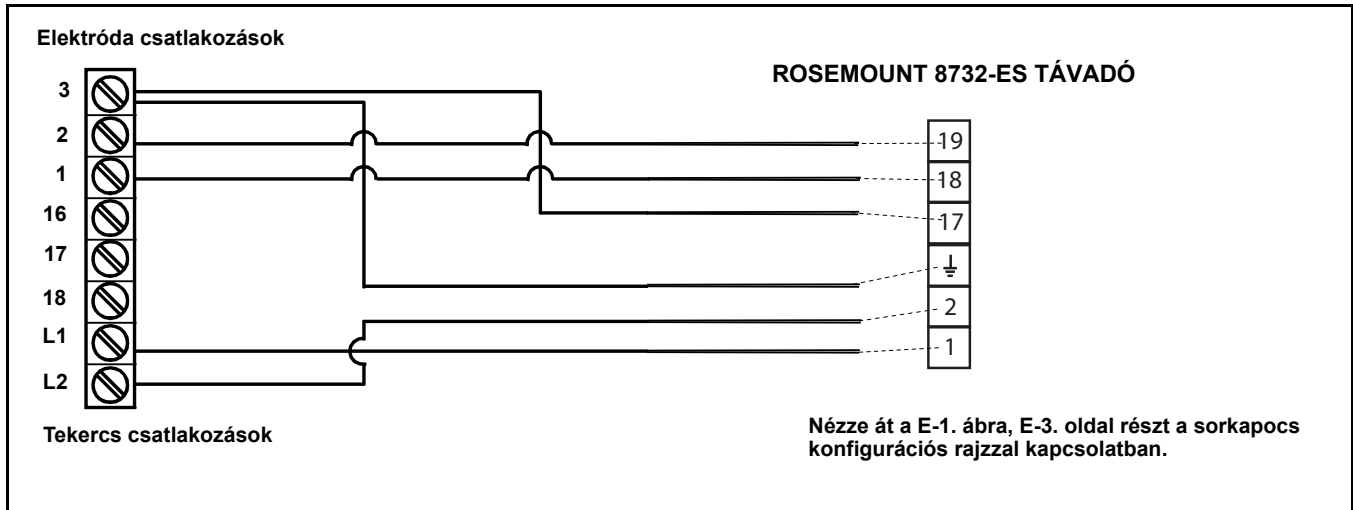 Elektróda csatlakozások
ROSEMOUNT 8732-ES TÁVADÓ
3
2
1
16
17
18
L1
L2
19
18
17
2
1
Tekercs csatlakozások
Nézze át a E-1. ábra, E-3. oldal részt a sorkapocs
konfigurációs rajzzal kapcsolatban.